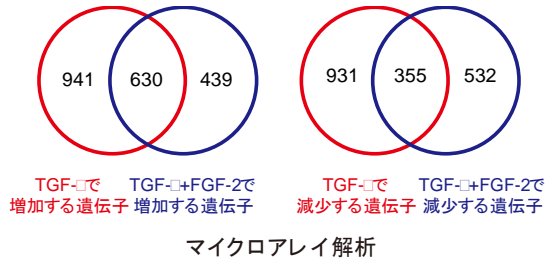 941 630 439
931 355 532
TGF-□で
増加する遺伝子
TGF-□+FGF-2で
増加する遺伝子
TGF-□で
減少する遺伝子
TGF-□+FGF-2で
減少する遺伝子
マイクロアレイ解析